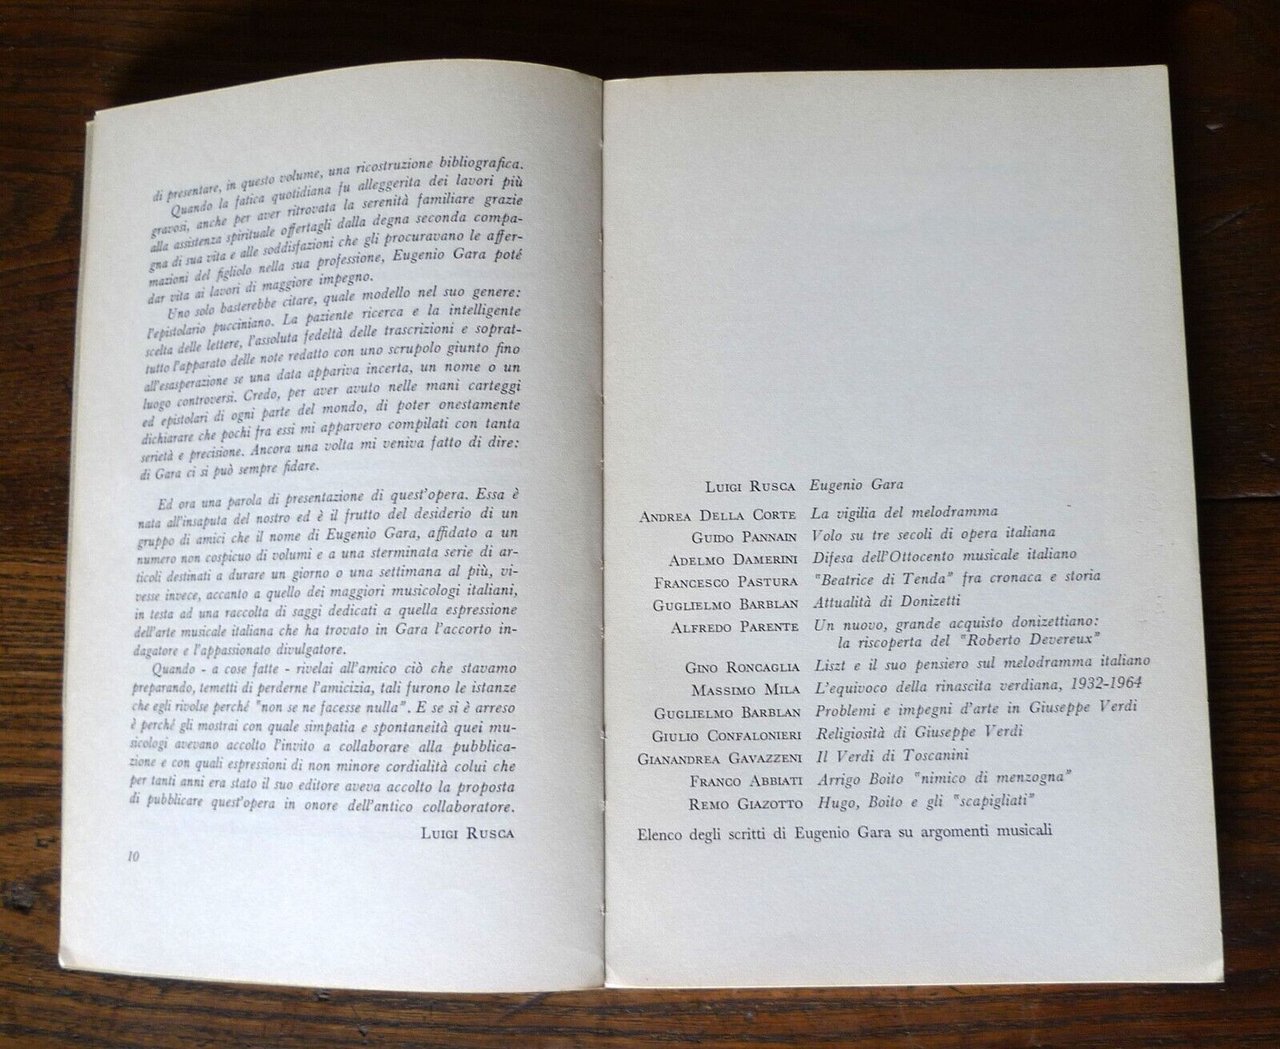 di presentare, in questo volume, una ricostruzione bibliografica.
Quando la fatica quotidiana fu alleggerita dei lavori più
gravosi, anche per aver ritrovata la serenità familiare grazie
alla assistenza spirituale offertagli dalla degna seconda compa-
gna di sua vita e alle soddisfazioni che gli procuravano le affer-
mazioni del figliolo nella sua professione, Eugenio Gara poté
dar vita ai lavori di maggiore impegno.
Uno solo basterebbe citare, quale modello nel suo genere:
l'epistolario pucciniano. La paziente ricerca e la intelligente
scelta delle lettere, l'assoluta fedeltà delle trascrizioni e soprat-
tutto l'apparato delle note redatto con uno scrupolo giunto fino
all'esasperazione se una data appariva incerta, un nome o un
luogo controversi. Credo, per aver avuto nelle mani carteggi
ed epistolari di ogni parte del mondo, di poter onestamente
dichiarare che pochi fra essi mi apparvero compilati con tanta
serietà e precisione. Ancora una volta mi veniva fatto di dire:
di Gara ci si può sempre fidare.
Ed ora una parola di presentazione di quest'opera. Essa è
nata all'insaputa del nostro ed è il frutto del desiderio di un
gruppo di amici che il nome di Eugenio Gara, affidato a un
numero non cospicuo di volumi e a una sterminata serie di ar-
ticoli destinati a durare un giorno o una settimana al più, vi-
vesse invece, accanto a quello dei maggiori musicologi italiani,
in testa ad una raccolta di saggi dedicati a quella espressione
dell'arte musicale italiana che ha trovato in Gara l'accorto in-
dagatore e l'appassionato divulgatore.
Quando - a cose fatte - rivelai all'amico ciò che stavamo
preparando, temetti di perderne l'amicizia, tali furono le istanze
che egli rivolse perché "non se ne facesse nulla". E se si è arreso
è perché gli mostrai con quale simpatia e spontaneità quei mu-
sicologi avevano accolto l'invito a collaborare alla pubblica-
zione e con quali espressioni di non minore cordialità colui che
per tanti anni era stato il suo editore aveva accolto la proposta
di pubblicare quest'opera in onore dell'antico collaboratore.
LUIGI RUSCA
10
LUIGI RUSCA Eugenio Gara
ANDREA DELLA CORTE La vigilia del melodramma
GUIDO PANNAIN Volo su tre secoli di opera italiana
ADELMO DAMERINI Difesa dell'Ottocento musicale italiano
FRANCESCO PASTURA "Beatrice di Tenda" fra cronaca e storia
GUGLIELMO BARBLAN Attualità di Donizetti
ALFREDO PARENTE Un nuovo, grande acquisto donizettiano:
la riscoperta del "Roberto Devereux"
GINO RONCAGLIA Liszt e il suo pensiero sul melodramma italiano
MASSIMO MILA L'equivoco della rinascita verdiana, 1932-1964
GUGLIELMO BARBLAN Problemi e impegni d'arte in Giuseppe Verdi
GIULIO CONFALONIERI Religiosità di Giuseppe Verdi
GIANANDREA GAVAZZENI Il Verdi di Toscanini
FRANCO ABBIATI Arrigo Boito "nimico di menzogna"
REMO GIAZOTTO Hugo, Boito e gli "scapigliati"
Elenco degli scritti di Eugenio Gara su argomenti musicali